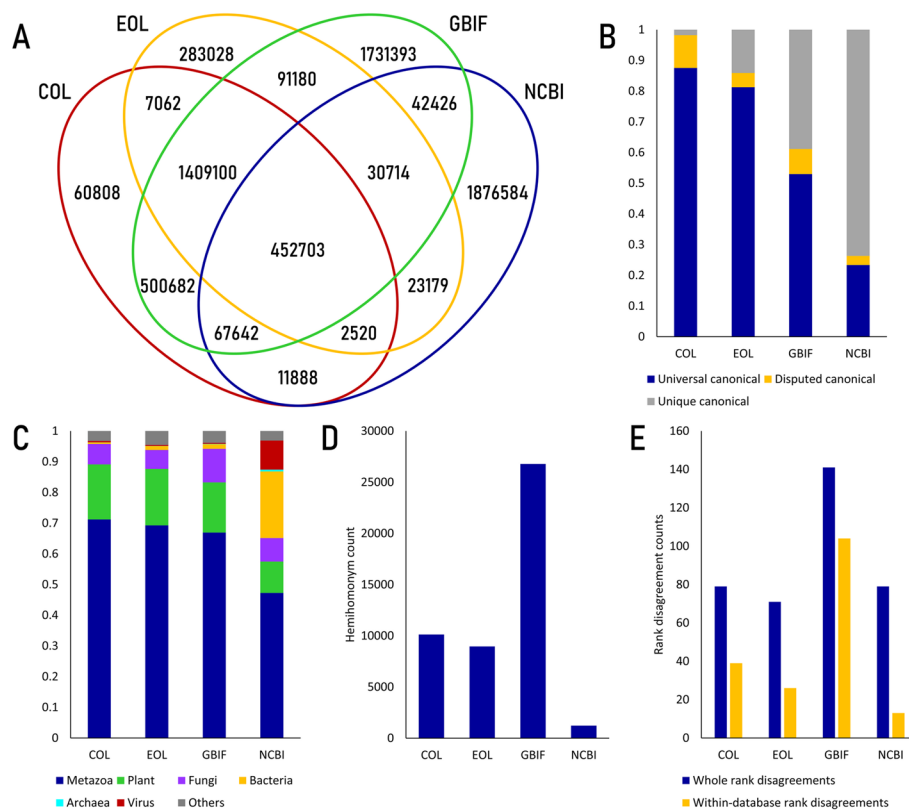 A
EOL
GBIF
COL
NCBI
283028
1731393
7062
91180
42426
60808
1409100
30714
1876584
452703
500682
23179
67642
2520
11888
B
1
0.9
0.8
0.7
0.6
0.5
0.4
0.3
0.2
0.1
0
COL EOL GBIF NCBI
Universal canonical Disputed canonical
Unique canonical
C
1
0.9
0.8
0.7
0.6
0.5
0.4
0.3
0.2
0.1
0
COL EOL GBIF NCBI
Metazoa Plant Fungi Bacteria
Archaea Virus Others
D
Hemihomonym count
30000
25000
20000
15000
10000
5000
0
COL EOL GBIF NCBI
E
Rank disagreement counts
160
140
120
100
80
60
40
20
0
COL EOL GBIF NCBI
Whole rank disagreements
Within-database rank disagreements